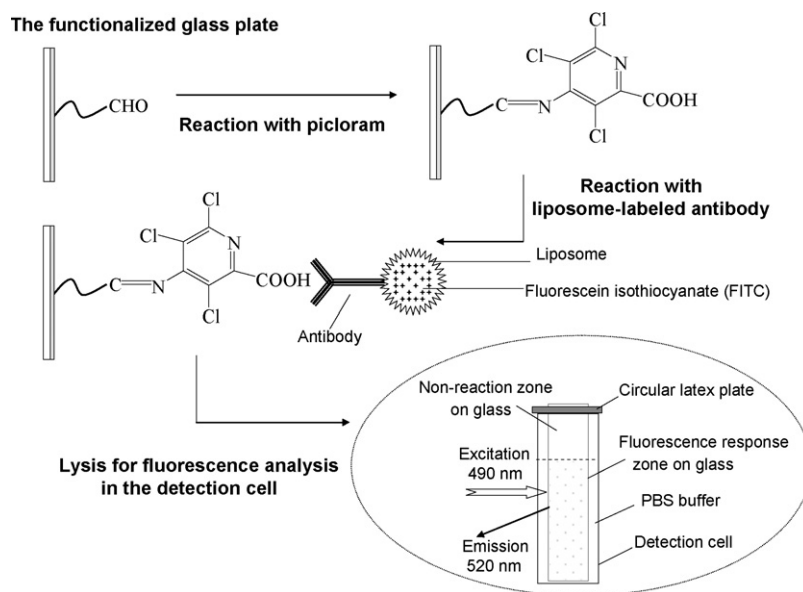 The functionalized glass plate
CHO
Reaction with picloram
Cl
Cl
N
C
N
COOH
Cl
Reaction with
liposome-labeled antibody
Cl
Cl
N
C
N
COOH
Cl
Liposome
Fluorescein isothiocyanate (FITC)
Antibody
Lysis for fluorescence analysis
in the detection cell
Non-reaction zone
on glass
Circular latex plate
Excitation
490 nm
Fluorescence response
zone on glass
PBS buffer
Emission
520 nm
Detection cell